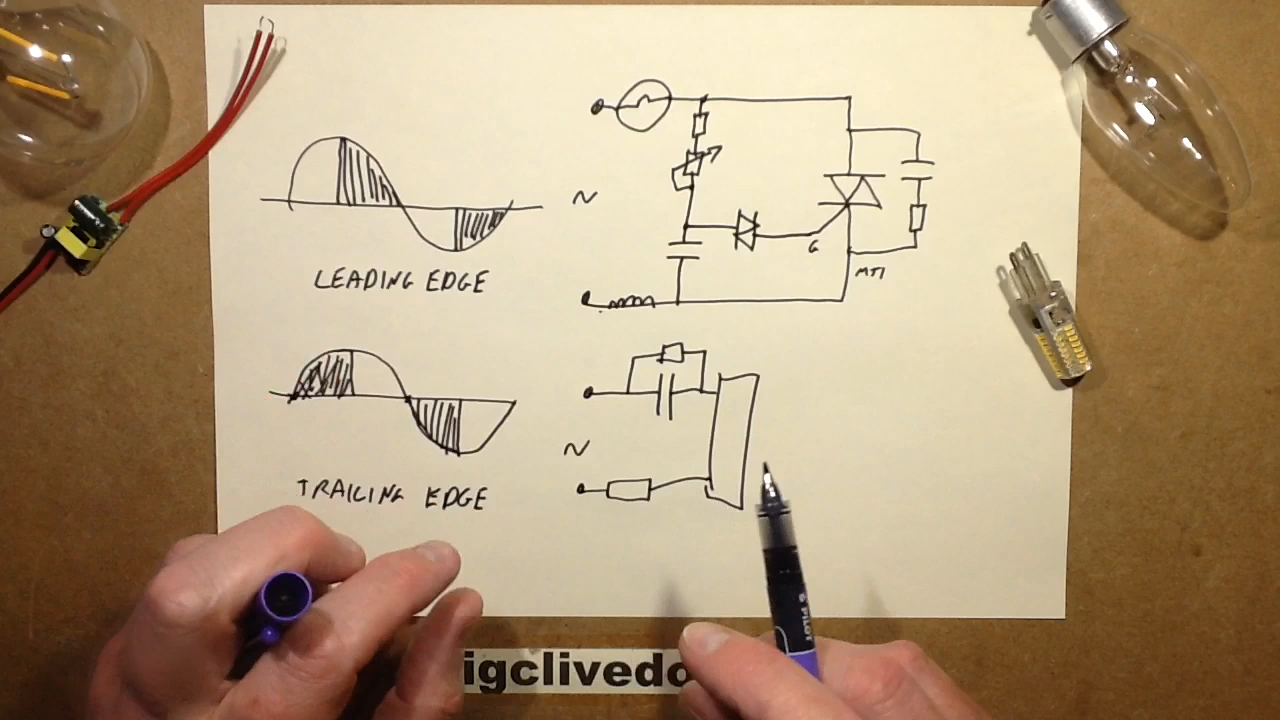 LEADING EDGE
G
MT1
TRAILING EDGE
PILOT
igclivedo